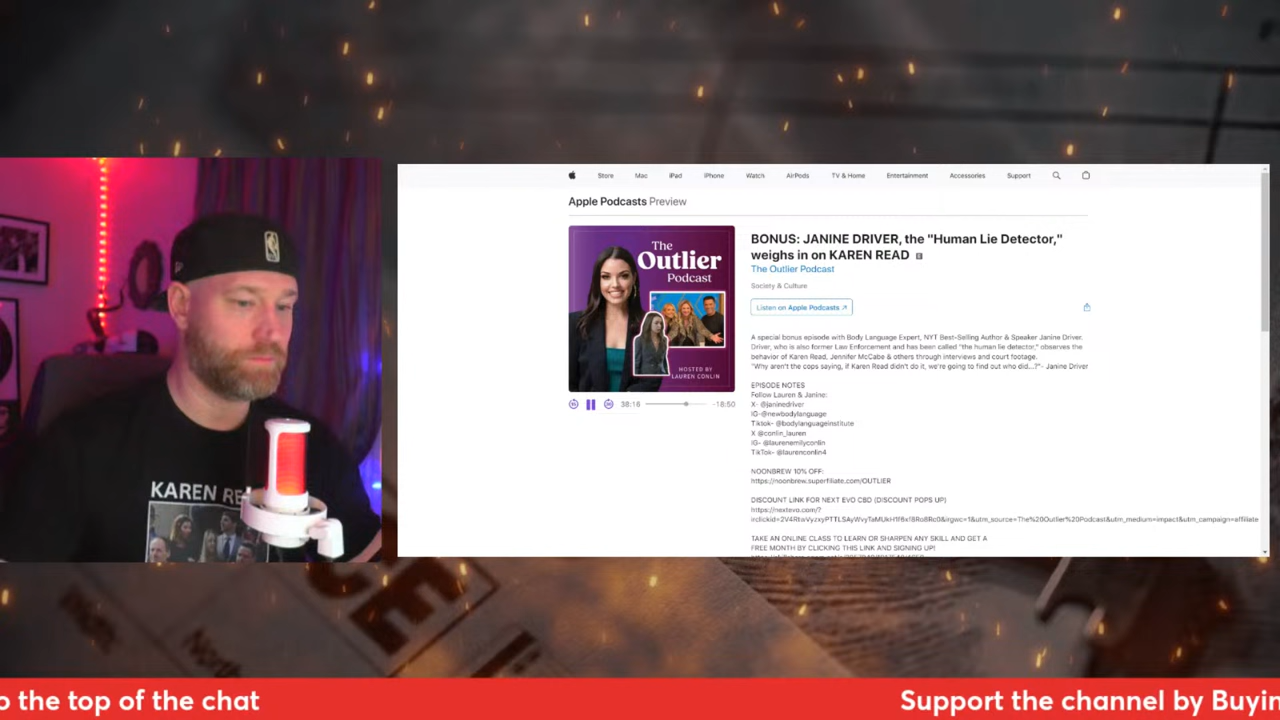 Store Mac iPad iPhone Watch AirPods TV & Home Entertainment Accessories Support
Apple Podcasts Preview
The
Outlier
Podcast
HOSTED BY
LAUREN CONLIN
38:16 -18:50
BONUS: JANINE DRIVER, the "Human Lie Detector,"
weighs in on KAREN READ
The Outlier Podcast
Society & Culture
Listen on Apple Podcasts ↗
A special bonus episode with Body Language Expert, NYT Best-Selling Author & Speaker Janine Driver.
Driver, who is also former Law Enforcement and has been called "the human lie detector," observes the
behavior of Karen Read, Jennifer McCabe & others through interviews and court footage.
"Why aren't the cops saying, if Karen Read didn't do it, we're going to find out who did...?"- Janine Driver
EPISODE NOTES
Follow Lauren & Janine:
X- @janinedriver
IG-@newbodylanguage
Tiktok- @bodylanguageinstitute
X @conlin_lauren
IG- @laurenemilyconlin
TikTok- @laurenconlin4
NOONBREW 10% OFF:
https://noonbrew.superfiliate.com/OUTLIER
DISCOUNT LINK FOR NEXT EVO CBD (DISCOUNT POPS UP)
https://nextevo.com/?
TAKE AN ONLINE CLASS TO LEARN OR SHARPEN ANY SKILL AND GET A
FREE MONTH BY CLICKING THIS LINK AND SIGNING UP!
KAREN RE
CE
o the top of the chat
Support the channel by Buyin